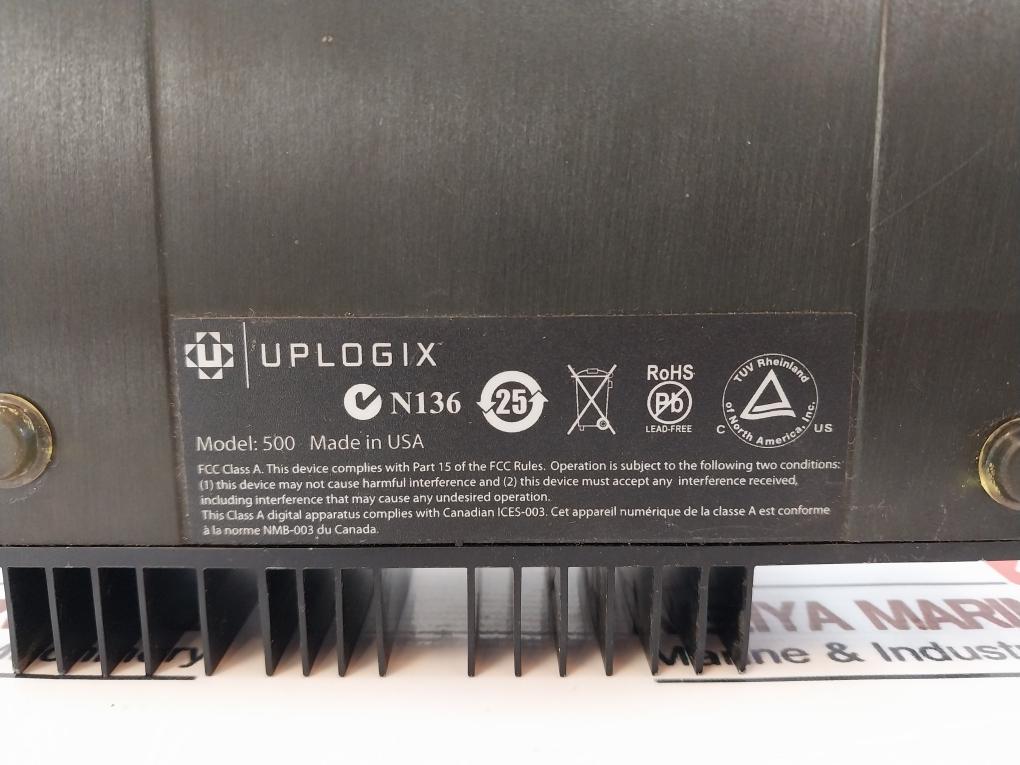 UPLOGIX
N136 25
RoHS
Pb
LEAD-FREE
TUV Rheinland
of North America, Inc.
C US
Model: 500 Made in USA
FCC Class A. This device complies with Part 15 of the FCC Rules. Operation is subject to the following two conditions:
(1) this device may not cause harmful interference and (2) this device must accept any interference received,
including interference that may cause any undesired operation.
This Class A digital apparatus complies with Canadian ICES-003. Cet appareil numérique de la classe A est conforme
à la norme NMB-003 du Canada.
IYA MARIN
Marine & Industr